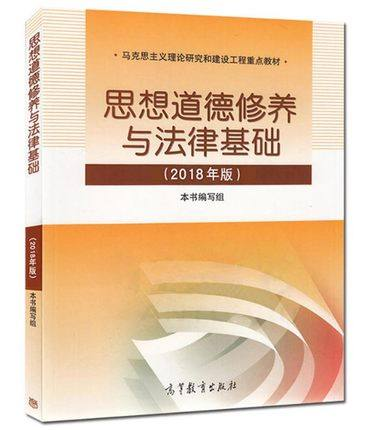 思想道德修养与法律基础
(2018年版)
本书编写组
·马克思主义理论研究和建设工程重点教材·
思想道德修养
与法律基础
(2018年版)
本书编写组
高等教育出版社